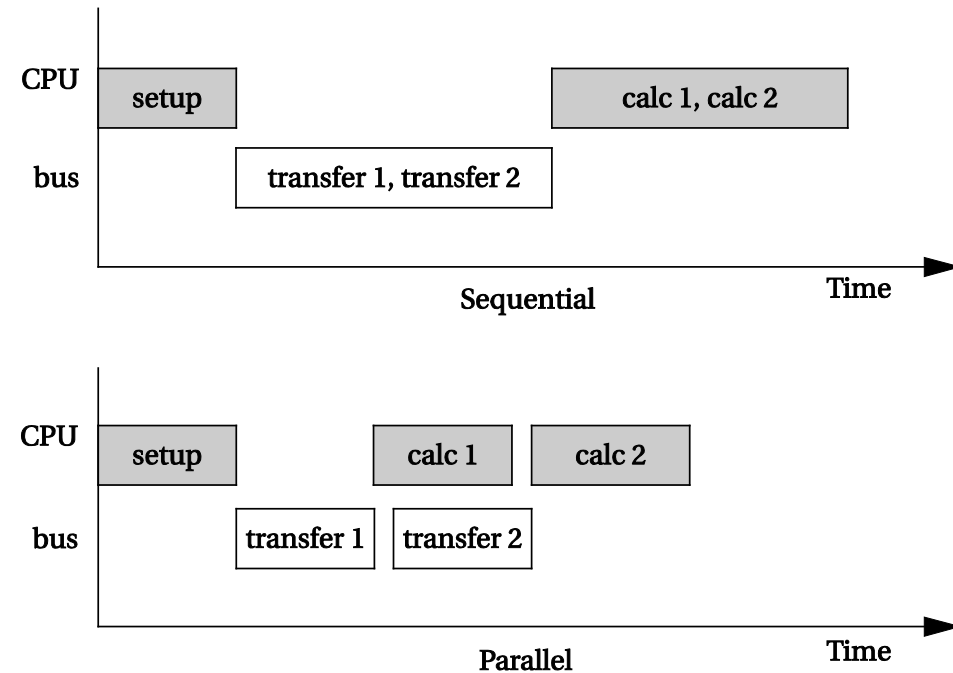 CPU
setup
calc 1, calc 2
bus
transfer 1, transfer 2
Time
Sequential
CPU
setup
calc 1
calc 2
bus
transfer 1
transfer 2
Time
Parallel